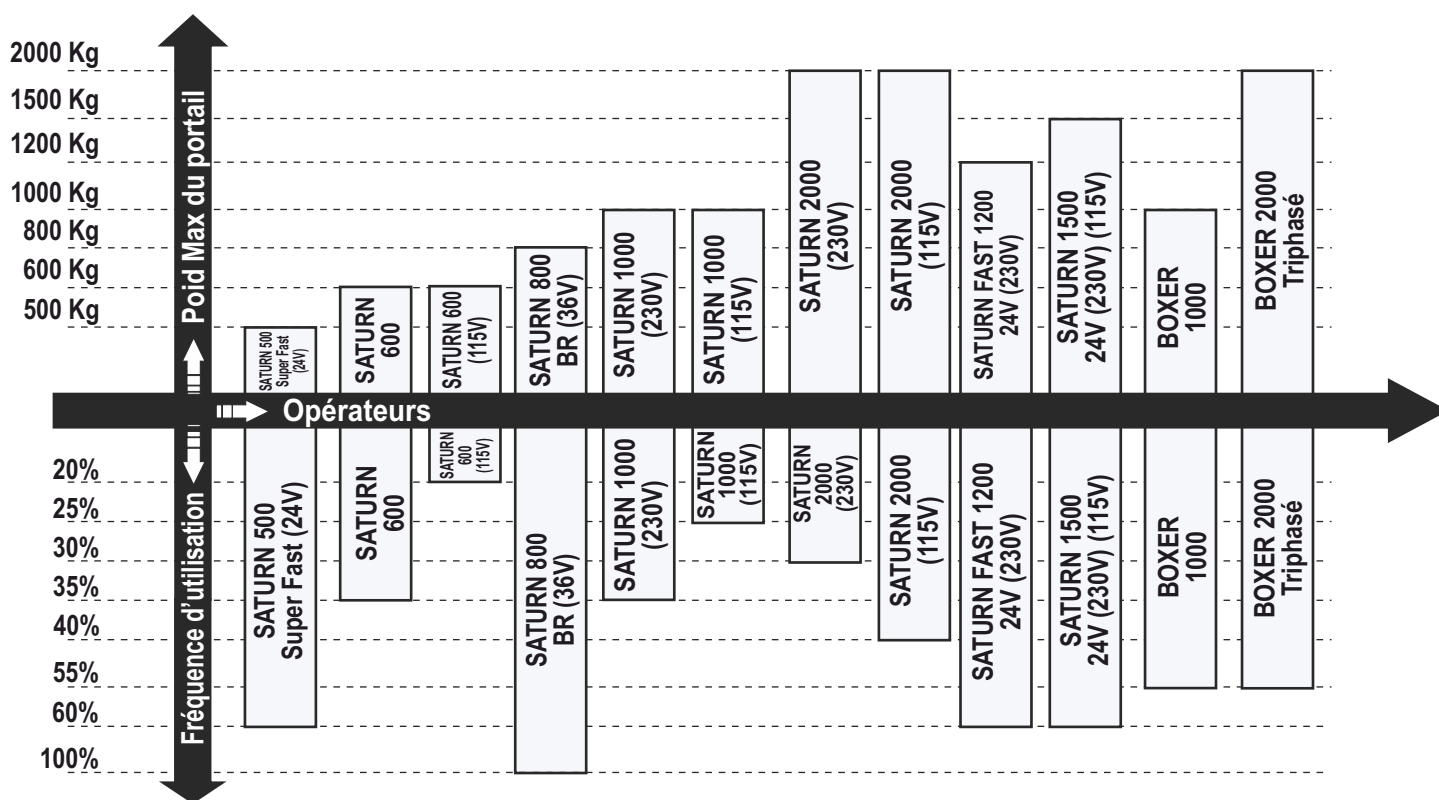 2000 Kg
1500 Kg
1200 Kg
1000 Kg
800 Kg
600 Kg
500 Kg
Poid Max du portail
SATURN 500
Super Fast
(24V)
SATURN
600
SATURN 600
(115V)
SATURN 800
BR (36V)
SATURN 1000
(230V)
SATURN 1000
(115V)
SATURN 2000
(230V)
SATURN 2000
(115V)
SATURN FAST 1200
24V (230V)
SATURN 1500
24V (230V) (115V)
BOXER
1000
BOXER 2000
Triphasé
Opérateurs
20%
25%
30%
35%
40%
55%
60%
100%
Fréquence d'utilisation
SATURN 500
Super Fast (24V)
SATURN
600
SATURN
600
(115V)
SATURN 800
BR (36V)
SATURN 1000
(230V)
SATURN
1000
(115V)
SATURN
2000
(230V)
SATURN 2000
(115V)
SATURN FAST 1200
24V (230V)
SATURN 1500
24V (230V) (115V)
BOXER
1000
BOXER 2000
Triphasé